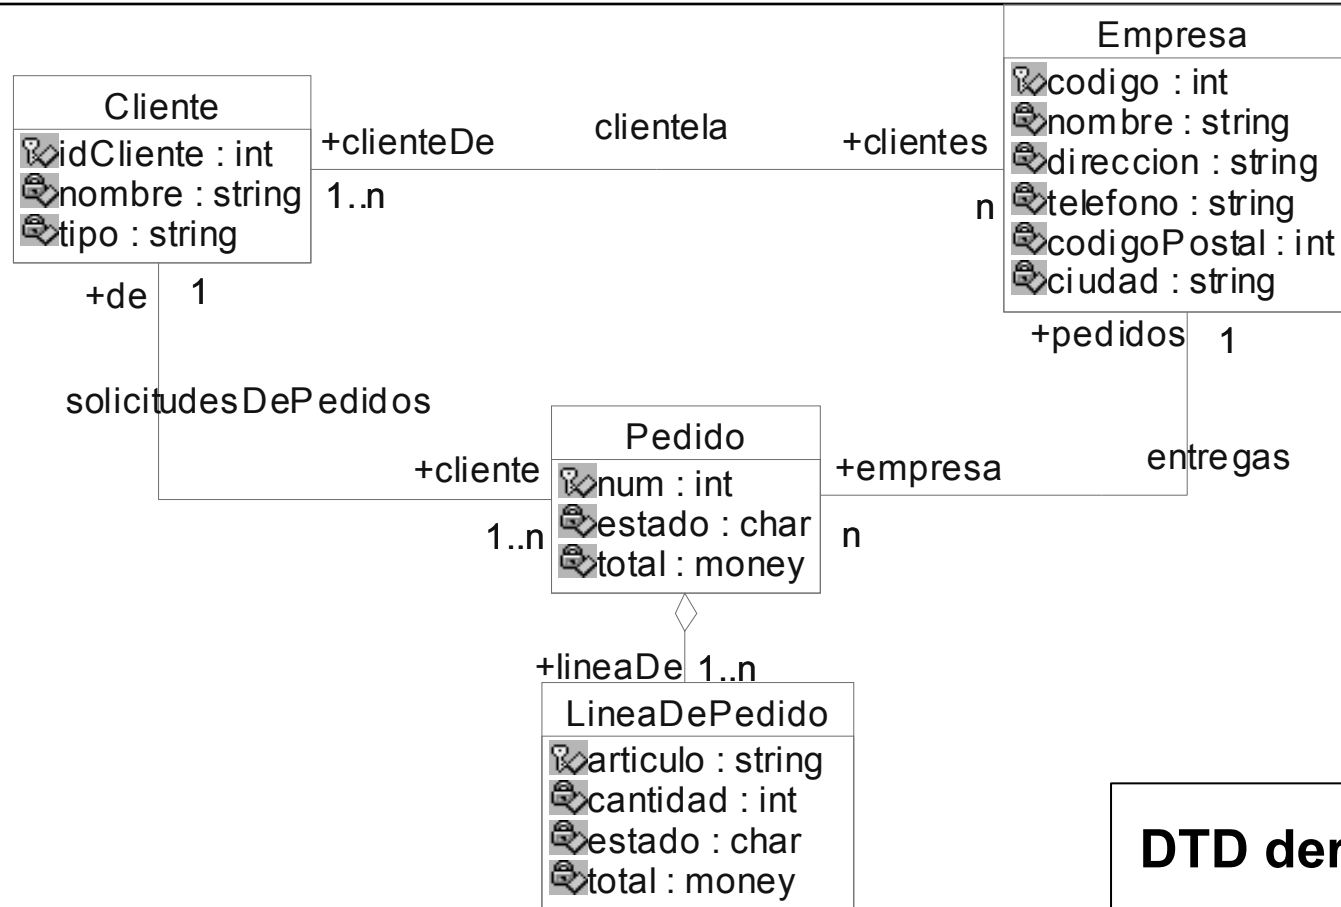 Empresa
codigo : int
nombre : string
direccion : string
telefono : string
codigoPostal : int
ciudad : string
Cliente
idCliente : int
nombre : string
tipo : string
+clienteDe
clientela
+clientes
1..n
n
+de
1
+pedidos
1
solicitudesDePedidos
Pedido
num : int
estado : char
total : money
+cliente
1..n
+empresa
n
entregas
+lineaDe
1..n
LineaDePedido
articulo : string
cantidad : int
estado : char
total : money
DTD der